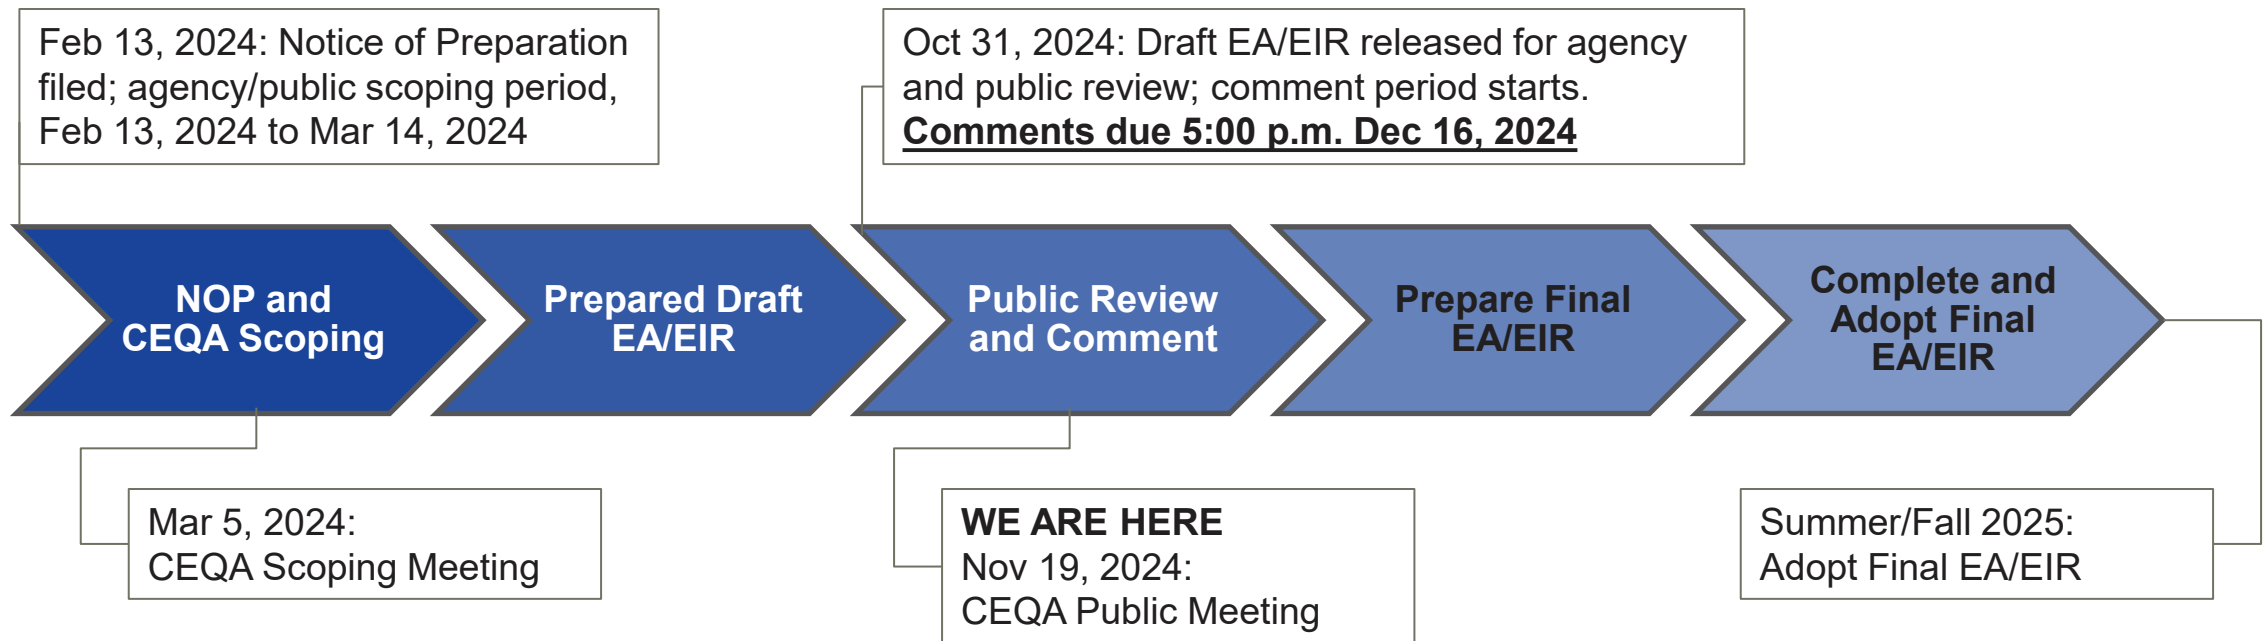 Feb 13, 2024: Notice of Preparation
filed; agency/public scoping period,
Feb 13, 2024 to Mar 14, 2024
Oct 31, 2024: Draft EA/EIR released for agency
and public review; comment period starts.
Comments due 5:00 p.m. Dec 16, 2024
NOP and
CEQA Scoping
Prepared Draft
EA/EIR
Public Review
and Comment
Prepare Final
EA/EIR
Complete and
Adopt Final
EA/EIR
Mar 5, 2024:
CEQA Scoping Meeting
WE ARE HERE
Nov 19, 2024:
CEQA Public Meeting
Summer/Fall 2025:
Adopt Final EA/EIR